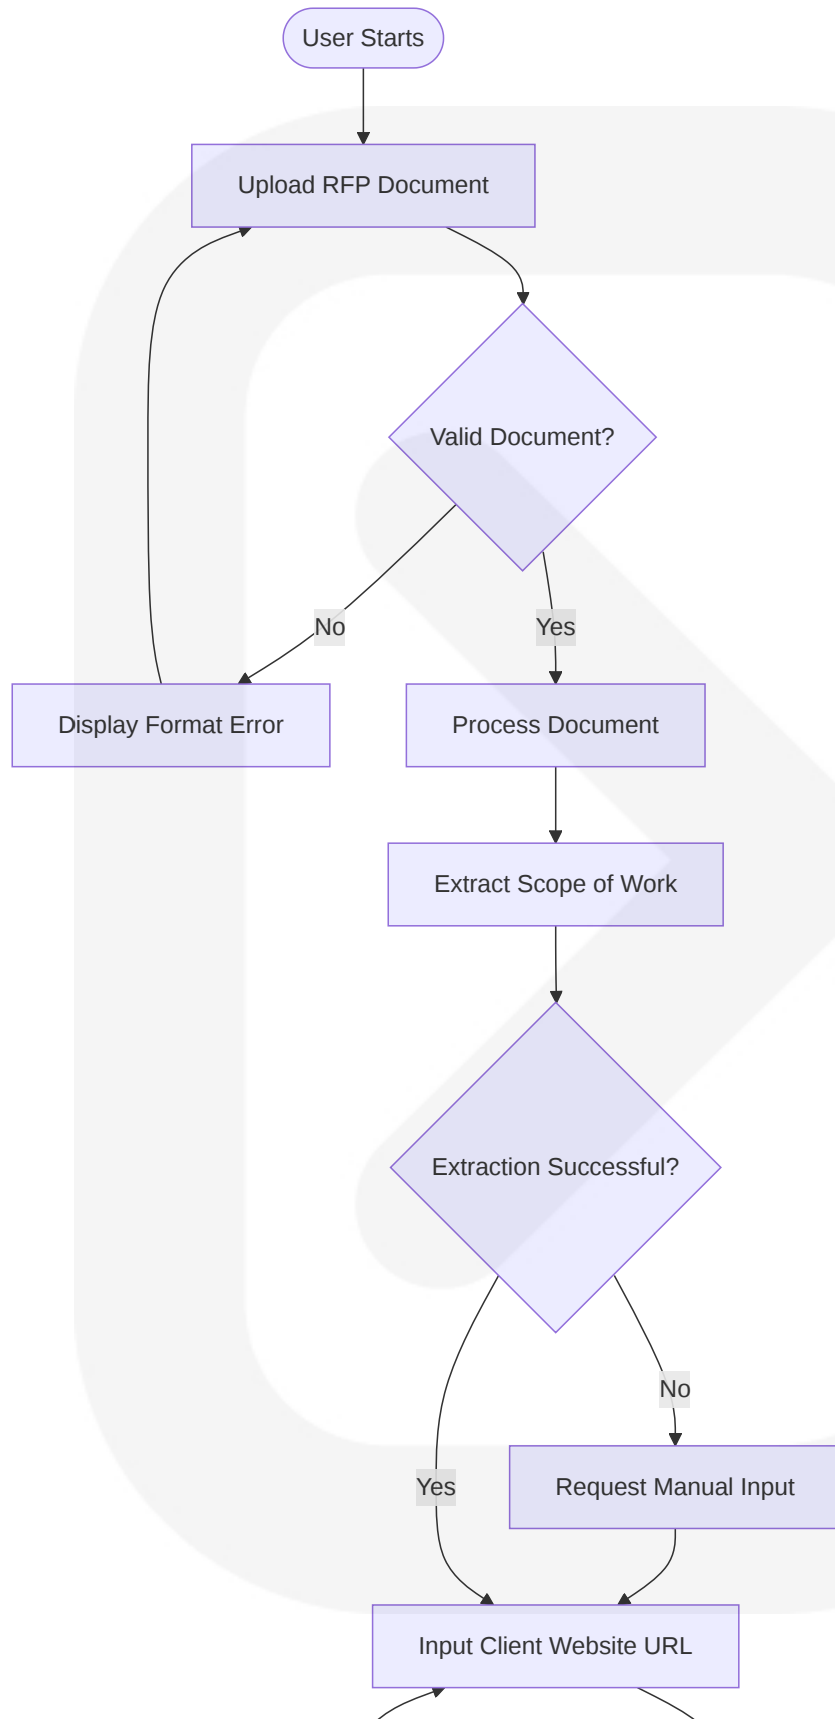 User Starts
Upload RFP Document
Valid Document?
No
Yes
Display Format Error
Process Document
Extract Scope of Work
Extraction Successful?
No
Yes
Request Manual Input
Input Client Website URL